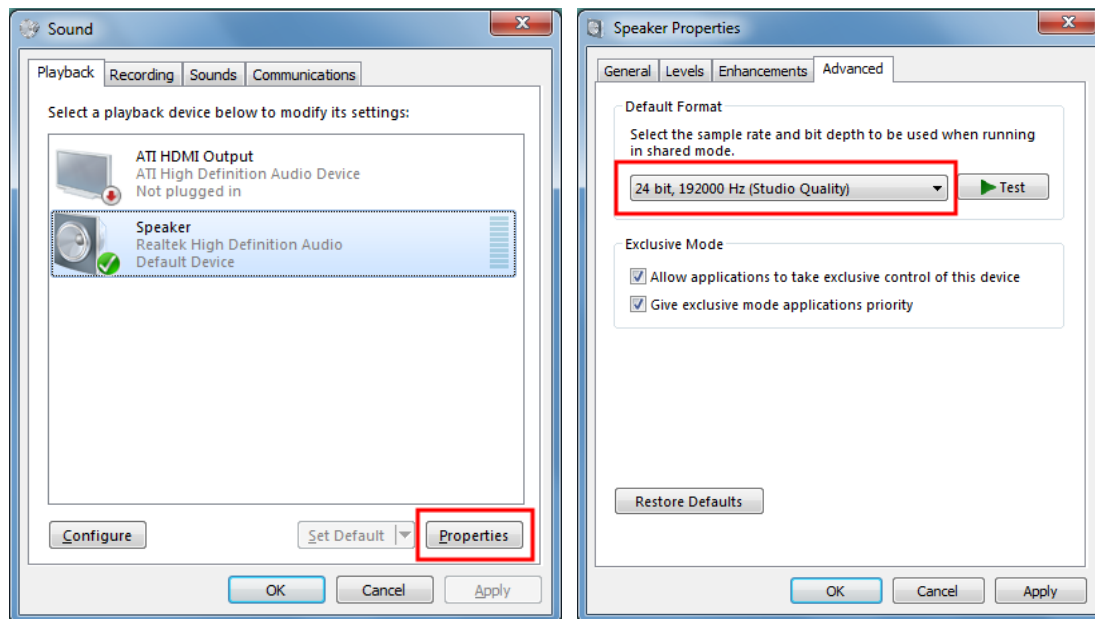 Sound
Playback Recording Sounds Communications
Select a playback device below to modify its settings:
ATI HDMI Output
ATI High Definition Audio Device
Not plugged in
Speaker
Realtek High Definition Audio
Default Device
Configure Set Default Properties
OK Cancel Apply
Speaker Properties
General Levels Enhancements Advanced
Default Format
Select the sample rate and bit depth to be used when running
in shared mode.
24 bit, 192000 Hz (Studio Quality) Test
Exclusive Mode
Allow applications to take exclusive control of this device
Give exclusive mode applications priority
Restore Defaults
OK Cancel Apply